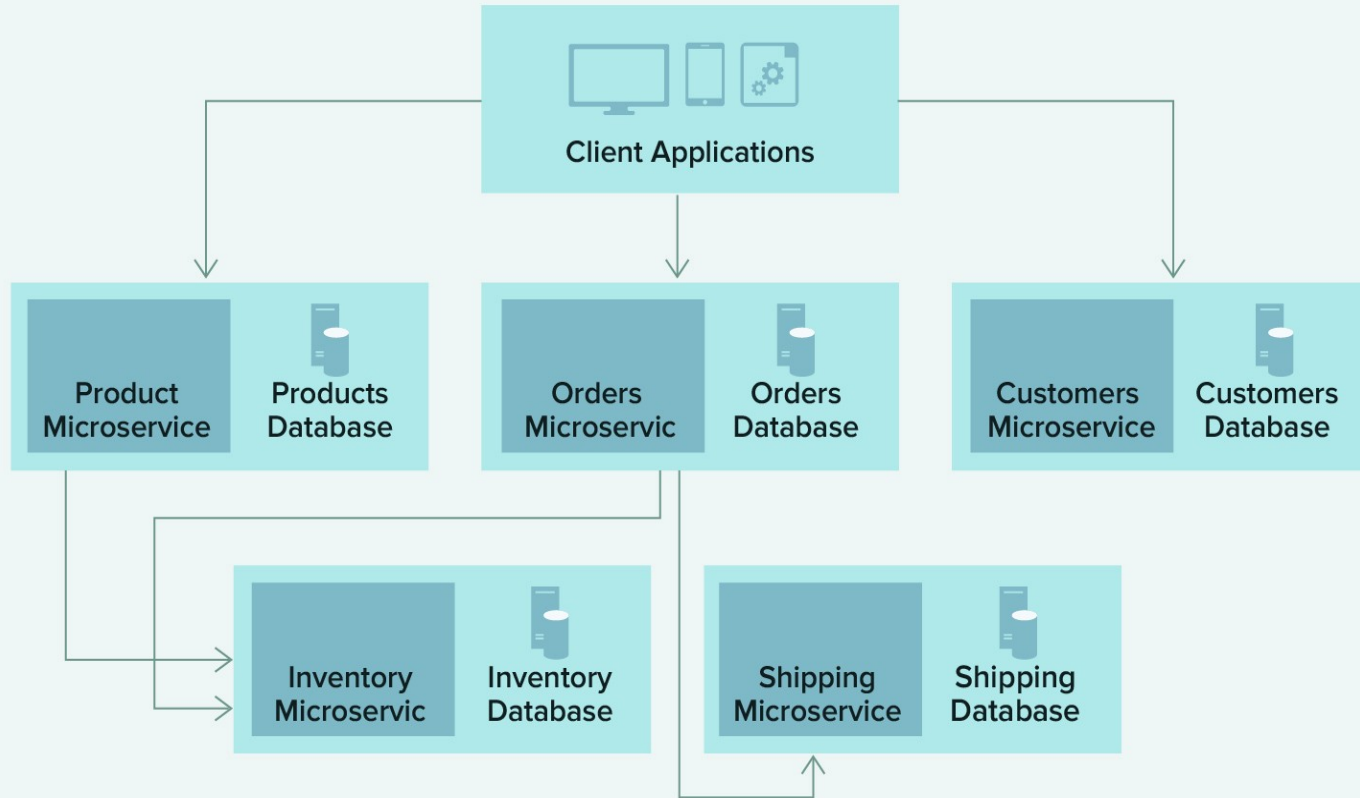 Client Applications
Product
Microservice
Products
Database
Orders
Microservic
Orders
Database
Customers
Microservice
Customers
Database
Inventory
Microservic
Inventory
Database
Shipping
Microservice
Shipping
Database